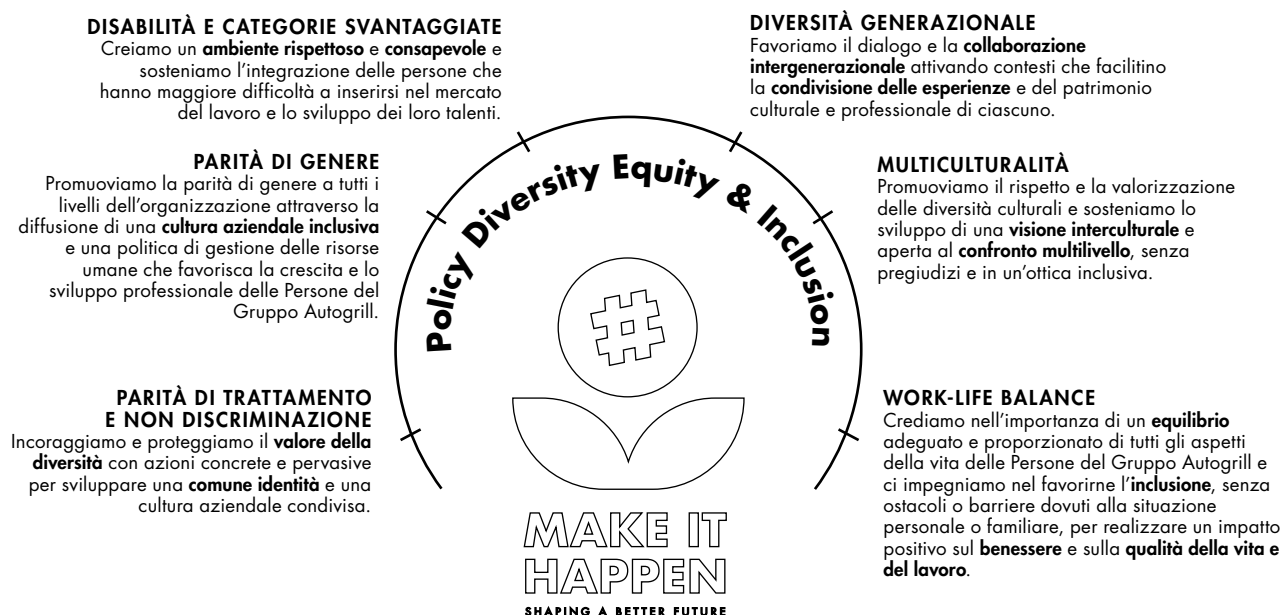 DISABILITÀ E CATEGORIE SVANTAGGIATE
Creiamo un ambiente rispettoso e consapevole e
sosteniamo l'integrazione delle persone che
hanno maggiore difficoltà a inserirsi nel mercato
del lavoro e lo sviluppo dei loro talenti.
PARITÀ DI GENERE
Promuoviamo la parità di genere a tutti i
livelli dell'organizzazione attraverso la
diffusione di una cultura aziendale inclusiva
e una politica di gestione delle risorse
umane che favorisca la crescita e lo
sviluppo professionale delle Persone del
Gruppo Autogrill.
PARITÀ DI TRATTAMENTO
E NON DISCRIMINAZIONE
Incoraggiamo e proteggiamo il valore della
diversità con azioni concrete e pervasive
per sviluppare una comune identità e una
cultura aziendale condivisa.
Policy Diversity Equity & Inclusion
#
MAKE IT
HAPPEN
SHAPING A BETTER FUTURE
DIVERSITÀ GENERAZIONALE
Favoriamo il dialogo e la collaborazione
intergenerazionale attivando contesti che facilitino
la condivisione delle esperienze e del patrimonio
culturale e professionale di ciascuno.
MULTICULTURALITÀ
Promuoviamo il rispetto e la valorizzazione
delle diversità culturali e sosteniamo lo
sviluppo di una visione interculturale e
aperta al confronto multilivello, senza
pregiudizi e in un'ottica inclusiva.
WORK-LIFE BALANCE
Crediamo nell'importanza di un equilibrio
adeguato e proporzionato di tutti gli aspetti
della vita delle Persone del Gruppo Autogrill e
ci impegniamo nel favorirne l'inclusione, senza
ostacoli o barriere dovuti alla situazione
personale o familiare, per realizzare un impatto
positivo sul benessere e sulla qualità della vita e
del lavoro.